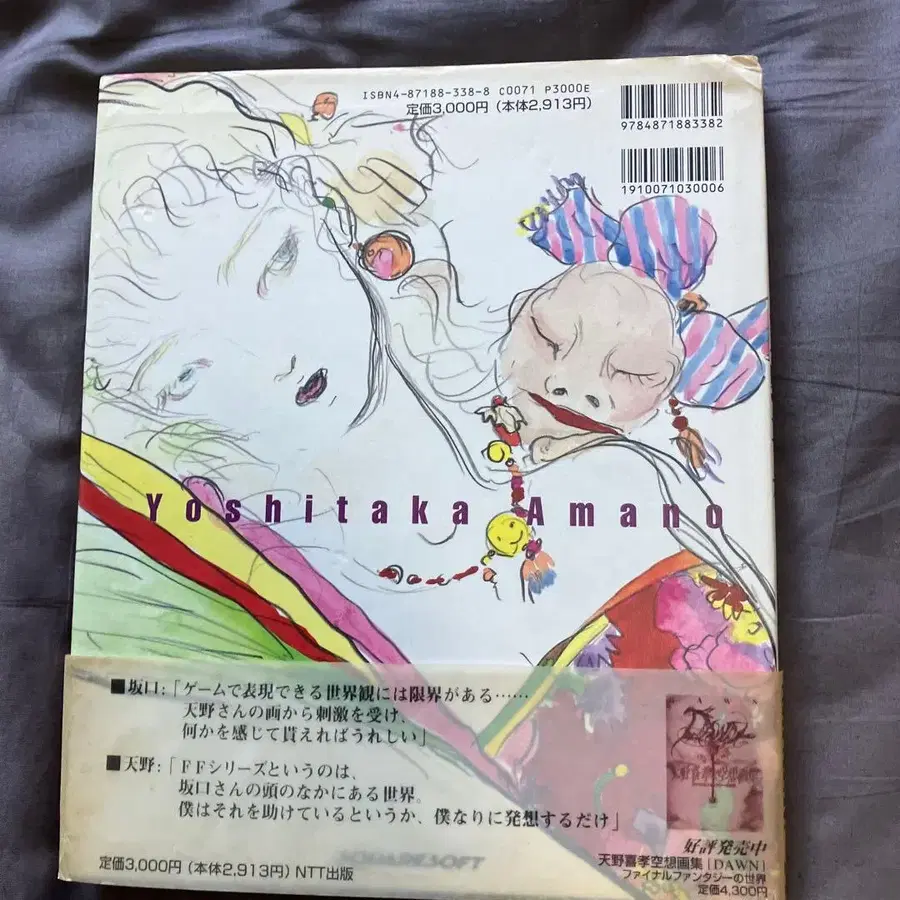 ISBN4-87188-338-8 C0071 P3000E
定価3,000円(本体2,913円)
9784871883382
1910071030006
Yoshitaka Amano
■坂口:「ゲームで表現できる世界観には限界がある……
天野さんの画から刺激を受け、
何かを感じて貰えればうれしい」
■天野:「FFシリーズというのは、
坂口さんの頭のなかにある世界。
僕はそれを助けているというか、僕なりに発想するだけ」
SQUARESOFT
定価3,000円(本体2,913円)NTT出版
好評発売中
天野喜孝空想画集[DAWN]
ファイナルファンタジーの世界
定価4,300円